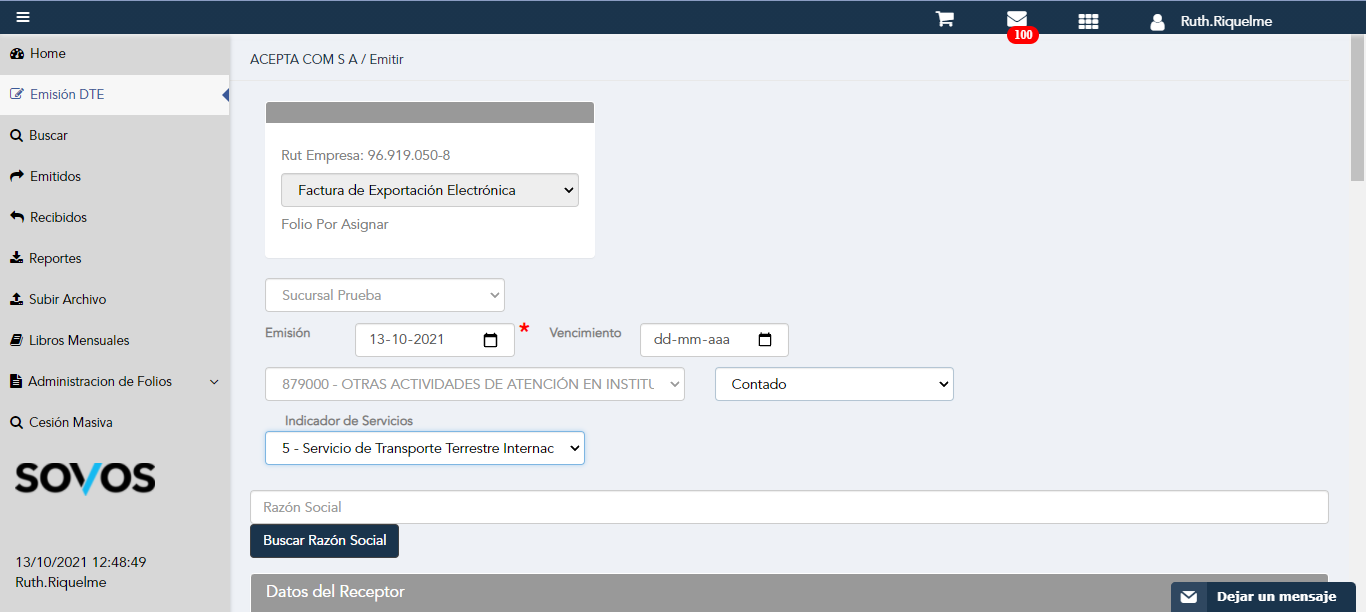 Ruth.Riquelme
100
Home
Emisión DTE
Buscar
Emitidos
Recibidos
Reportes
Subir Archivo
Libros Mensuales
Administracion de Folios
Cesión Masiva
SOVOS
13/10/2021 12:48:49
Ruth.Riquelme
ACEPTA COM S A / Emitir
Rut Empresa: 96.919.050-8
Factura de Exportación Electrónica
Folio Por Asignar
Sucursal Prueba
Emisión 13-10-2021 * Vencimiento dd-mm-aaa
879000 - OTRAS ACTIVIDADES DE ATENCIÓN EN INSTITU Contado
Indicador de Servicios
5 - Servicio de Transporte Terrestre Internac
Razón Social
Buscar Razón Social
Datos del Receptor
Dejar un mensaje